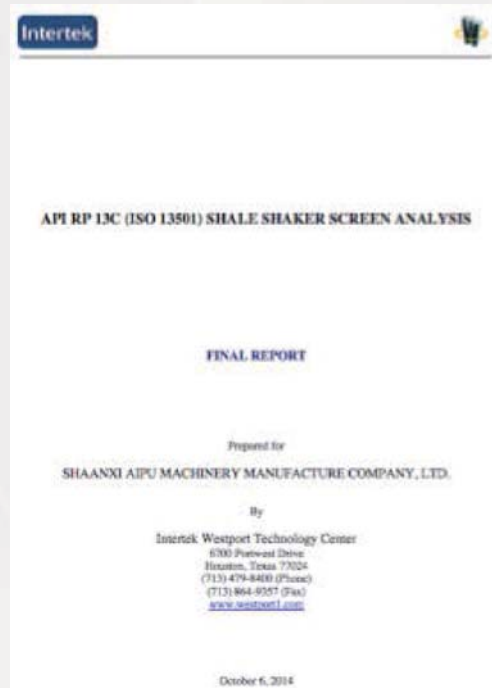 Intertek
API RP 13C (ISO 13501) SHALE SHAKER SCREEN ANALYSIS
FINAL REPORT
Prepared for
SHAANXI AIPU MACHINERY MANUFACTURE COMPANY, LTD.
By
Intertek Westport Technology Center
6700 Portwest Drive
Houston, Texas 77024
(713) 479-8400 (Phone)
(713) 864-9357 (Fax)
www.westport1.com
October 6, 2014